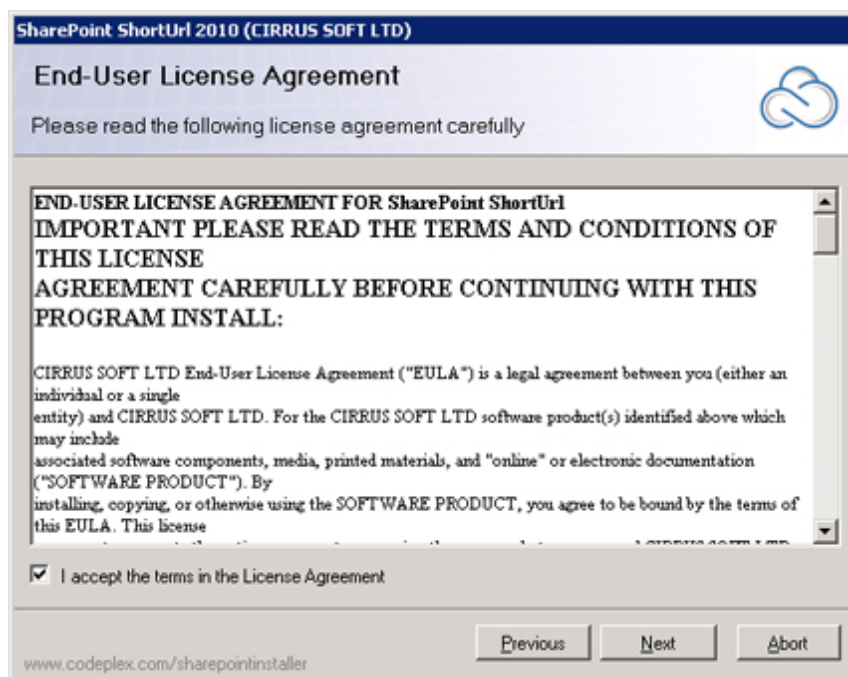 SharePoint ShortUrl 2010 (CIRRUS SOFT LTD)
End-User License Agreement
Please read the following license agreement carefully
END-USER LICENSE AGREEMENT FOR SharePoint ShortUrl
IMPORTANT PLEASE READ THE TERMS AND CONDITIONS OF
THIS LICENSE
AGREEMENT CAREFULLY BEFORE CONTINUING WITH THIS
PROGRAM INSTALL:
CIRRUS SOFT LTD End-User License Agreement ("EULA") is a legal agreement between you (either an
individual or a single
entity) and CIRRUS SOFT LTD. For the CIRRUS SOFT LTD software product(s) identified above which
may include
associated software components, media, printed materials, and "online" or electronic documentation
("SOFTWARE PRODUCT"). By
installing, copying, or otherwise using the SOFTWARE PRODUCT, you agree to be bound by the terms of
this EULA. This license
I accept the terms in the License Agreement
Previous Next Abort
www.codeplex.com/sharepointinstaller